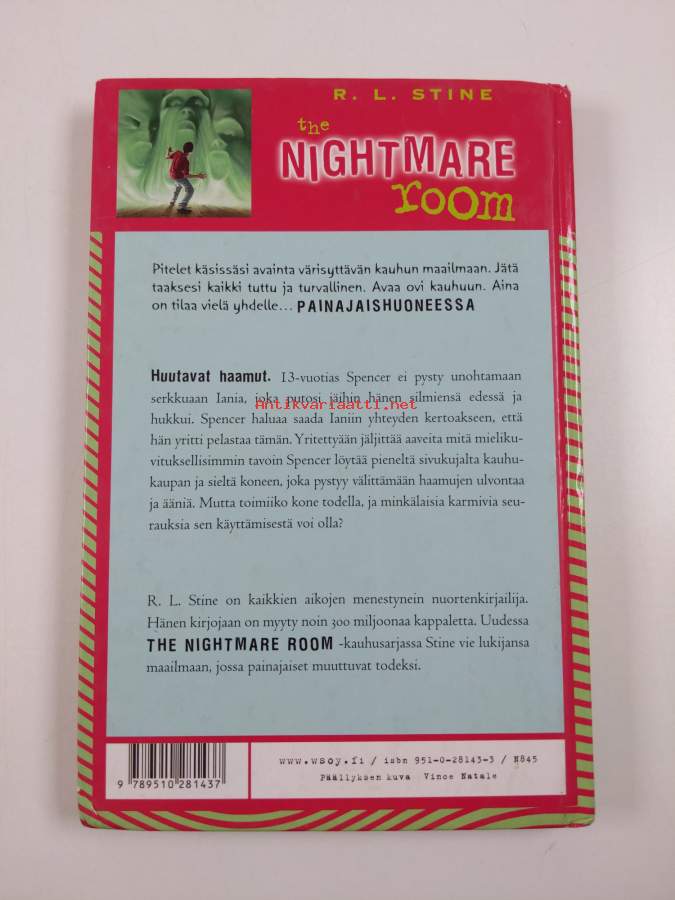 R. L. STINE
the
NIGHTMARE
room
Pitelet käsissäsi avainta värisyttävän kauhun maailmaan. Jätä
taaksesi kaikki tuttu ja turvallinen. Avaa ovi kauhuun. Aina
on tilaa vielä yhdelle... PAINAJAISHUONEESSA
Huutavat haamut. 13-vuotias Spencer ei pysty unohtamaan
serkkuaan Iania, joka putosi jäihin hänen silmiensä edessä ja
Antikvariaatti.net
hukkui. Spencer haluaa saada Ianiin yhteyden kertoakseen, että
hän yritti pelastaa tämän. Yritettyään jäljittää aaveita mitä mieliku-
vituksellisimmin tavoin Spencer löytää pieneltä sivukujalta kauhu-
kaupan ja sieltä koneen, joka pystyy välittämään haamujen ulvontaa
ja ääniä. Mutta toimiiko kone todella, ja minkälaisia karmivia seu-
rauksia sen käyttämisestä voi olla?
R. L. Stine on kaikkien aikojen menestynein nuortenkirjailija.
Hänen kirjojaan on myyty noin 300 miljoonaa kappaletta. Uudessa
THE NIGHTMARE ROOM -kauhusarjassa Stine vie lukijansa
maailmaan, jossa painajaiset muuttuvat todeksi.
www.wsoy.fi / isbn 951-0-28143-3 / N845
Päällyksen kuva Vince Natale
9 789510 281437